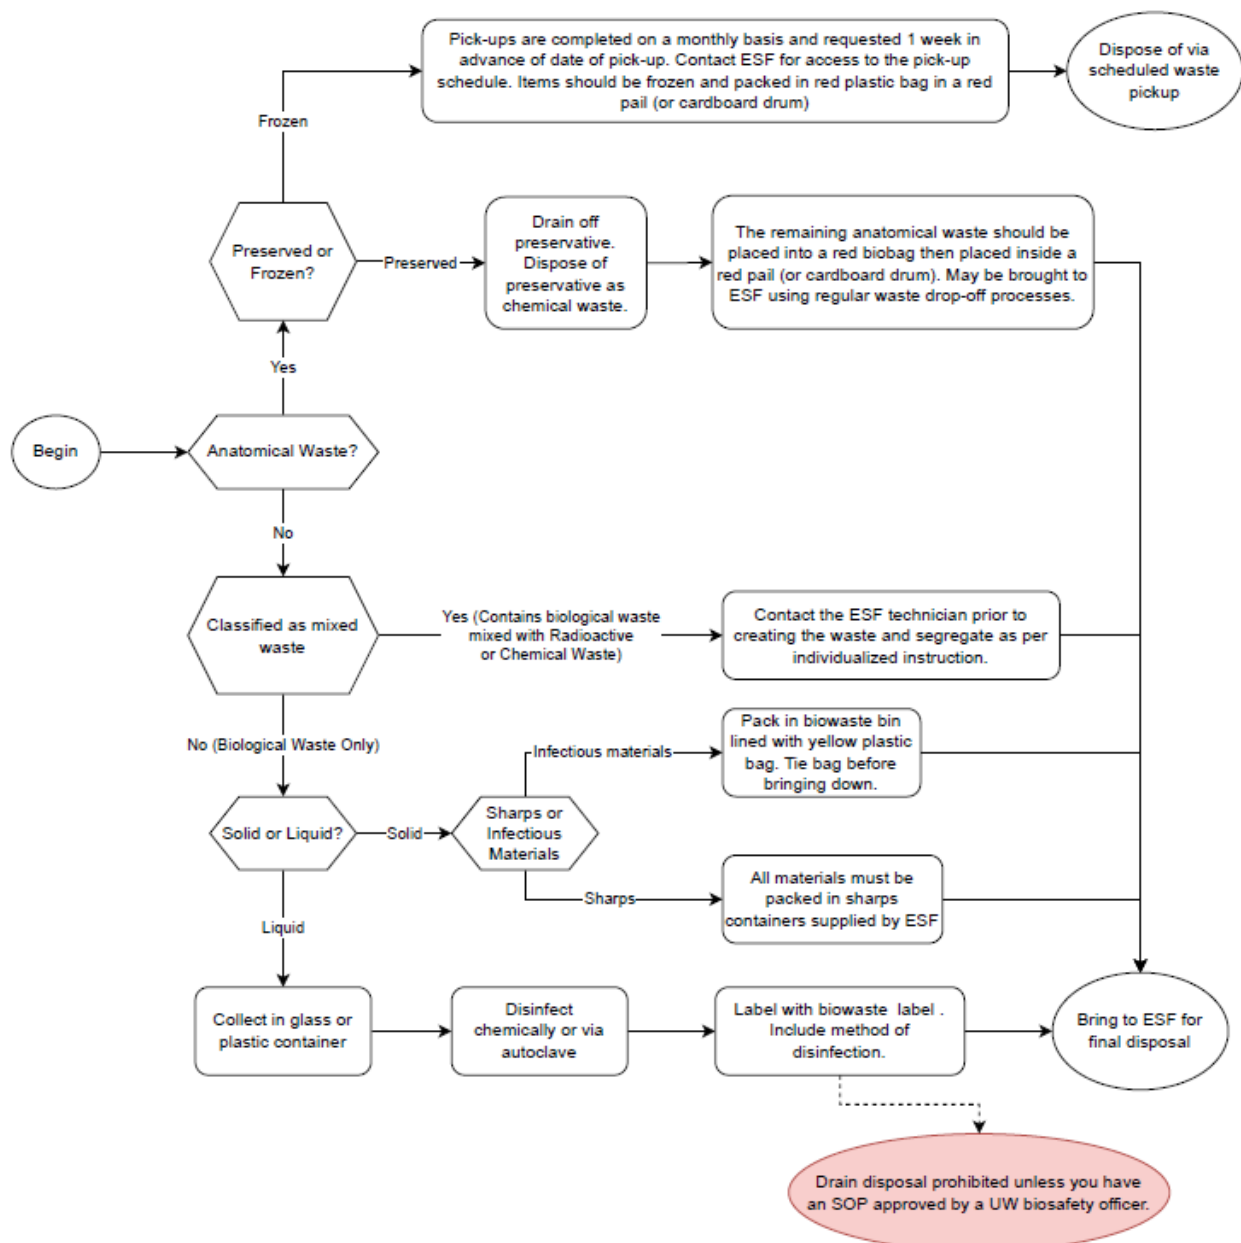 Pick-ups are completed on a monthly basis and requested 1 week in
advance of date of pick-up. Contact ESF for access to the pick-up
schedule. Items should be frozen and packed in red plastic bag in a red
pail (or cardboard drum)
Dispose of via
scheduled waste
pickup
Frozen
Preserved or
Frozen?
Preserved
Drain off
preservative.
Dispose of
preservative as
chemical waste.
The remaining anatomical waste should be
placed into a red biobag then placed inside a
red pail (or cardboard drum). May be brought to
ESF using regular waste drop-off processes.
Yes
Begin
Anatomical Waste?
No
Classified as mixed
waste
Yes (Contains biological waste
mixed with Radioactive
or Chemical Waste)
Contact the ESF technician prior to
creating the waste and segregate as per
individualized instruction.
No (Biological Waste Only)
Infectious materials
Pack in biowaste bin
lined with yellow plastic
bag. Tie bag before
bringing down.
Solid or Liquid?
Solid
Sharps or
Infectious
Materials
Sharps
All materials must be
packed in sharps
containers supplied by ESF
Liquid
Collect in glass or
plastic container
Disinfect
chemically or via
autoclave
Label with biowaste label .
Include method of
disinfection.
Bring to ESF for
final disposal
Drain disposal prohibited unless you have
an SOP approved by a UW biosafety officer.